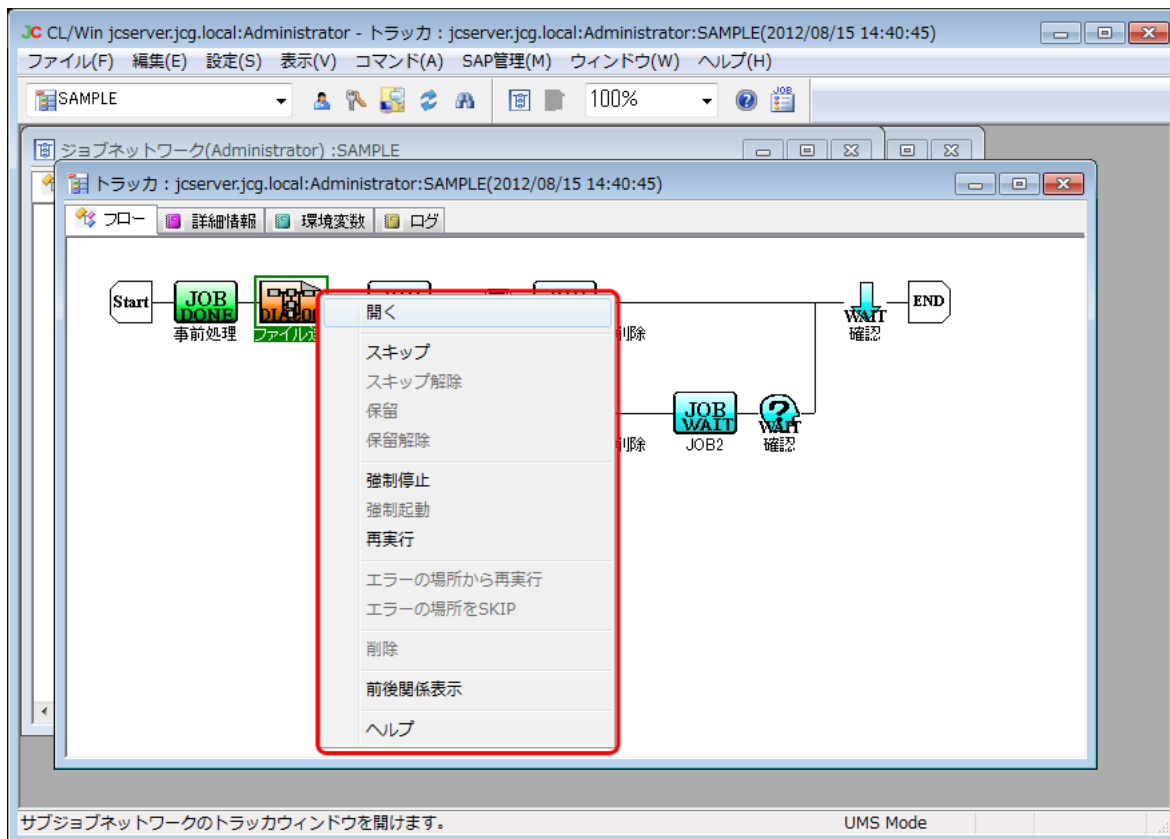 JC CL/Win jcserver.jcg.local:Administrator - トラッカ : jcserver.jcg.local:Administrator:SAMPLE(2012/08/15 14:40:45)
ファイル(F) 編集(E) 設定(S) 表示(V) コマンド(A) SAP管理(M) ウィンドウ(W) ヘルプ(H)
SAMPLE 100% JOB
ジョブネットワーク(Administrator) :SAMPLE
トラッカ : jcserver.jcg.local:Administrator:SAMPLE(2012/08/15 14:40:45)
フロー 詳細情報 環境変数 ログ
Start
JOB
DONE
事前処理
ファイル
開く
スキップ
スキップ解除
保留
保留解除
強制停止
強制起動
再実行
エラーの場所から再実行
エラーの場所をSKIP
削除
前後関係表示
ヘルプ
削除
WAIT
確認
END
削除
JOB
WAIT
JOB2
?
WAIT
確認
サブジョブネットワークのトラッカウィンドウを開けます。 UMS Mode